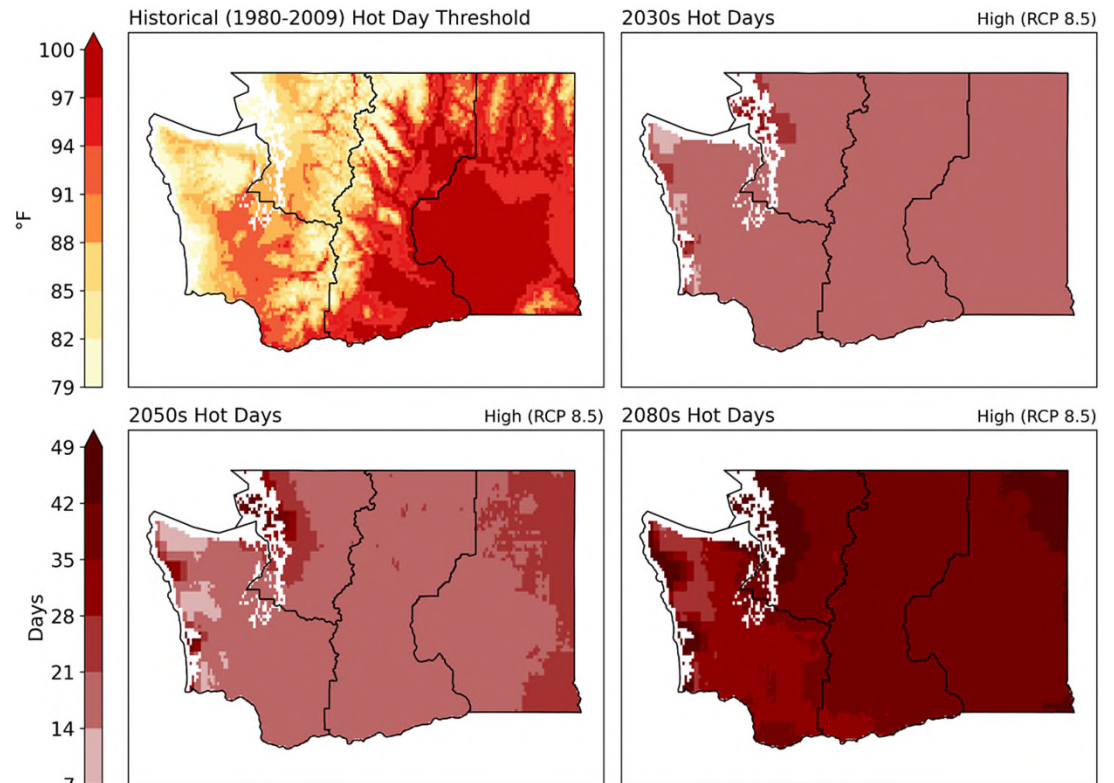 Historical (1980-2009) Hot Day Threshold
100
97
94
91
88
85
82
79
°F
2030s Hot Days
High (RCP 8.5)
2050s Hot Days
High (RCP 8.5)
49
42
35
28
21
14
7
Days
2080s Hot Days
High (RCP 8.5)